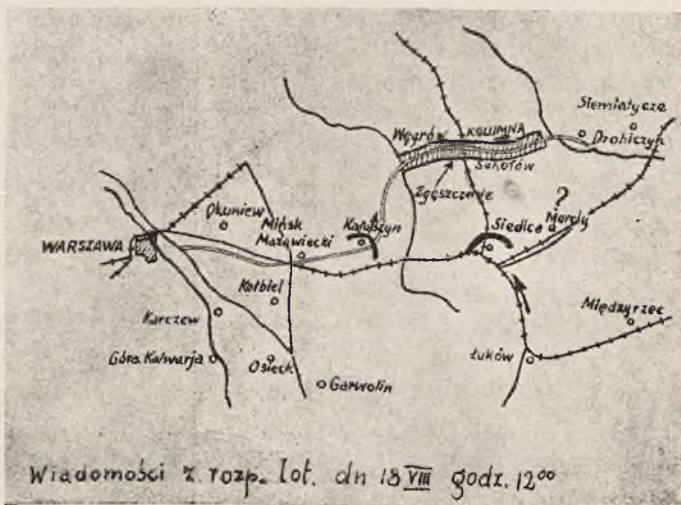 Siemiatycze
Węgrów KOLUMNA
Drohiczyn
Sokołów
Zgęszczenie
?
Okuniew
Mińsk
Mazowiecki
Kałuszyn
Siedlce
Mordy
WARSZAWA
Kołbiel
Karczew
Międzyrzec
Góra Kalwarja
Osieck
Garwolin
Łuków
Wiadomości z rozp. lot. dn 18 VIII godz. 12⁰⁰